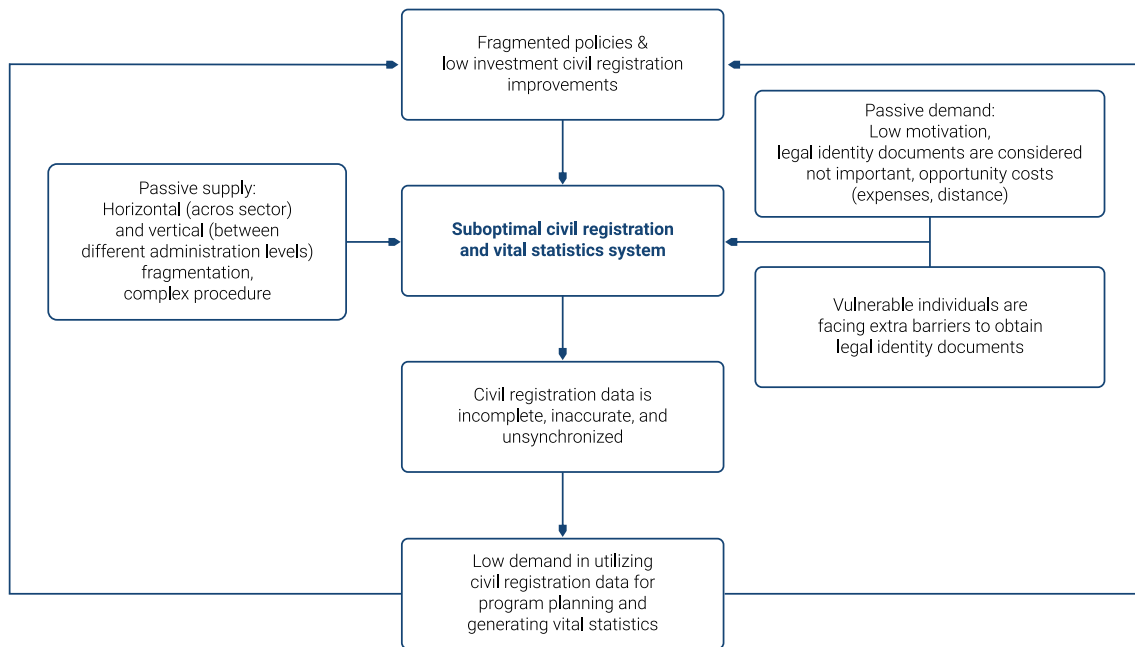 Fragmented policies &
low investment civil registration
improvements
Passive demand:
Low motivation,
legal identity documents are considered
not important, opportunity costs
(expenses, distance)
Passive supply:
Horizontal (acros sector)
and vertical (between
different administration levels)
fragmentation,
complex procedure
Suboptimal civil registration
and vital statistics system
Vulnerable individuals are
facing extra barriers to obtain
legal identity documents
Civil registration data is
incomplete, inaccurate, and
unsynchronized
Low demand in utilizing
civil registration data for
program planning and
generating vital statistics